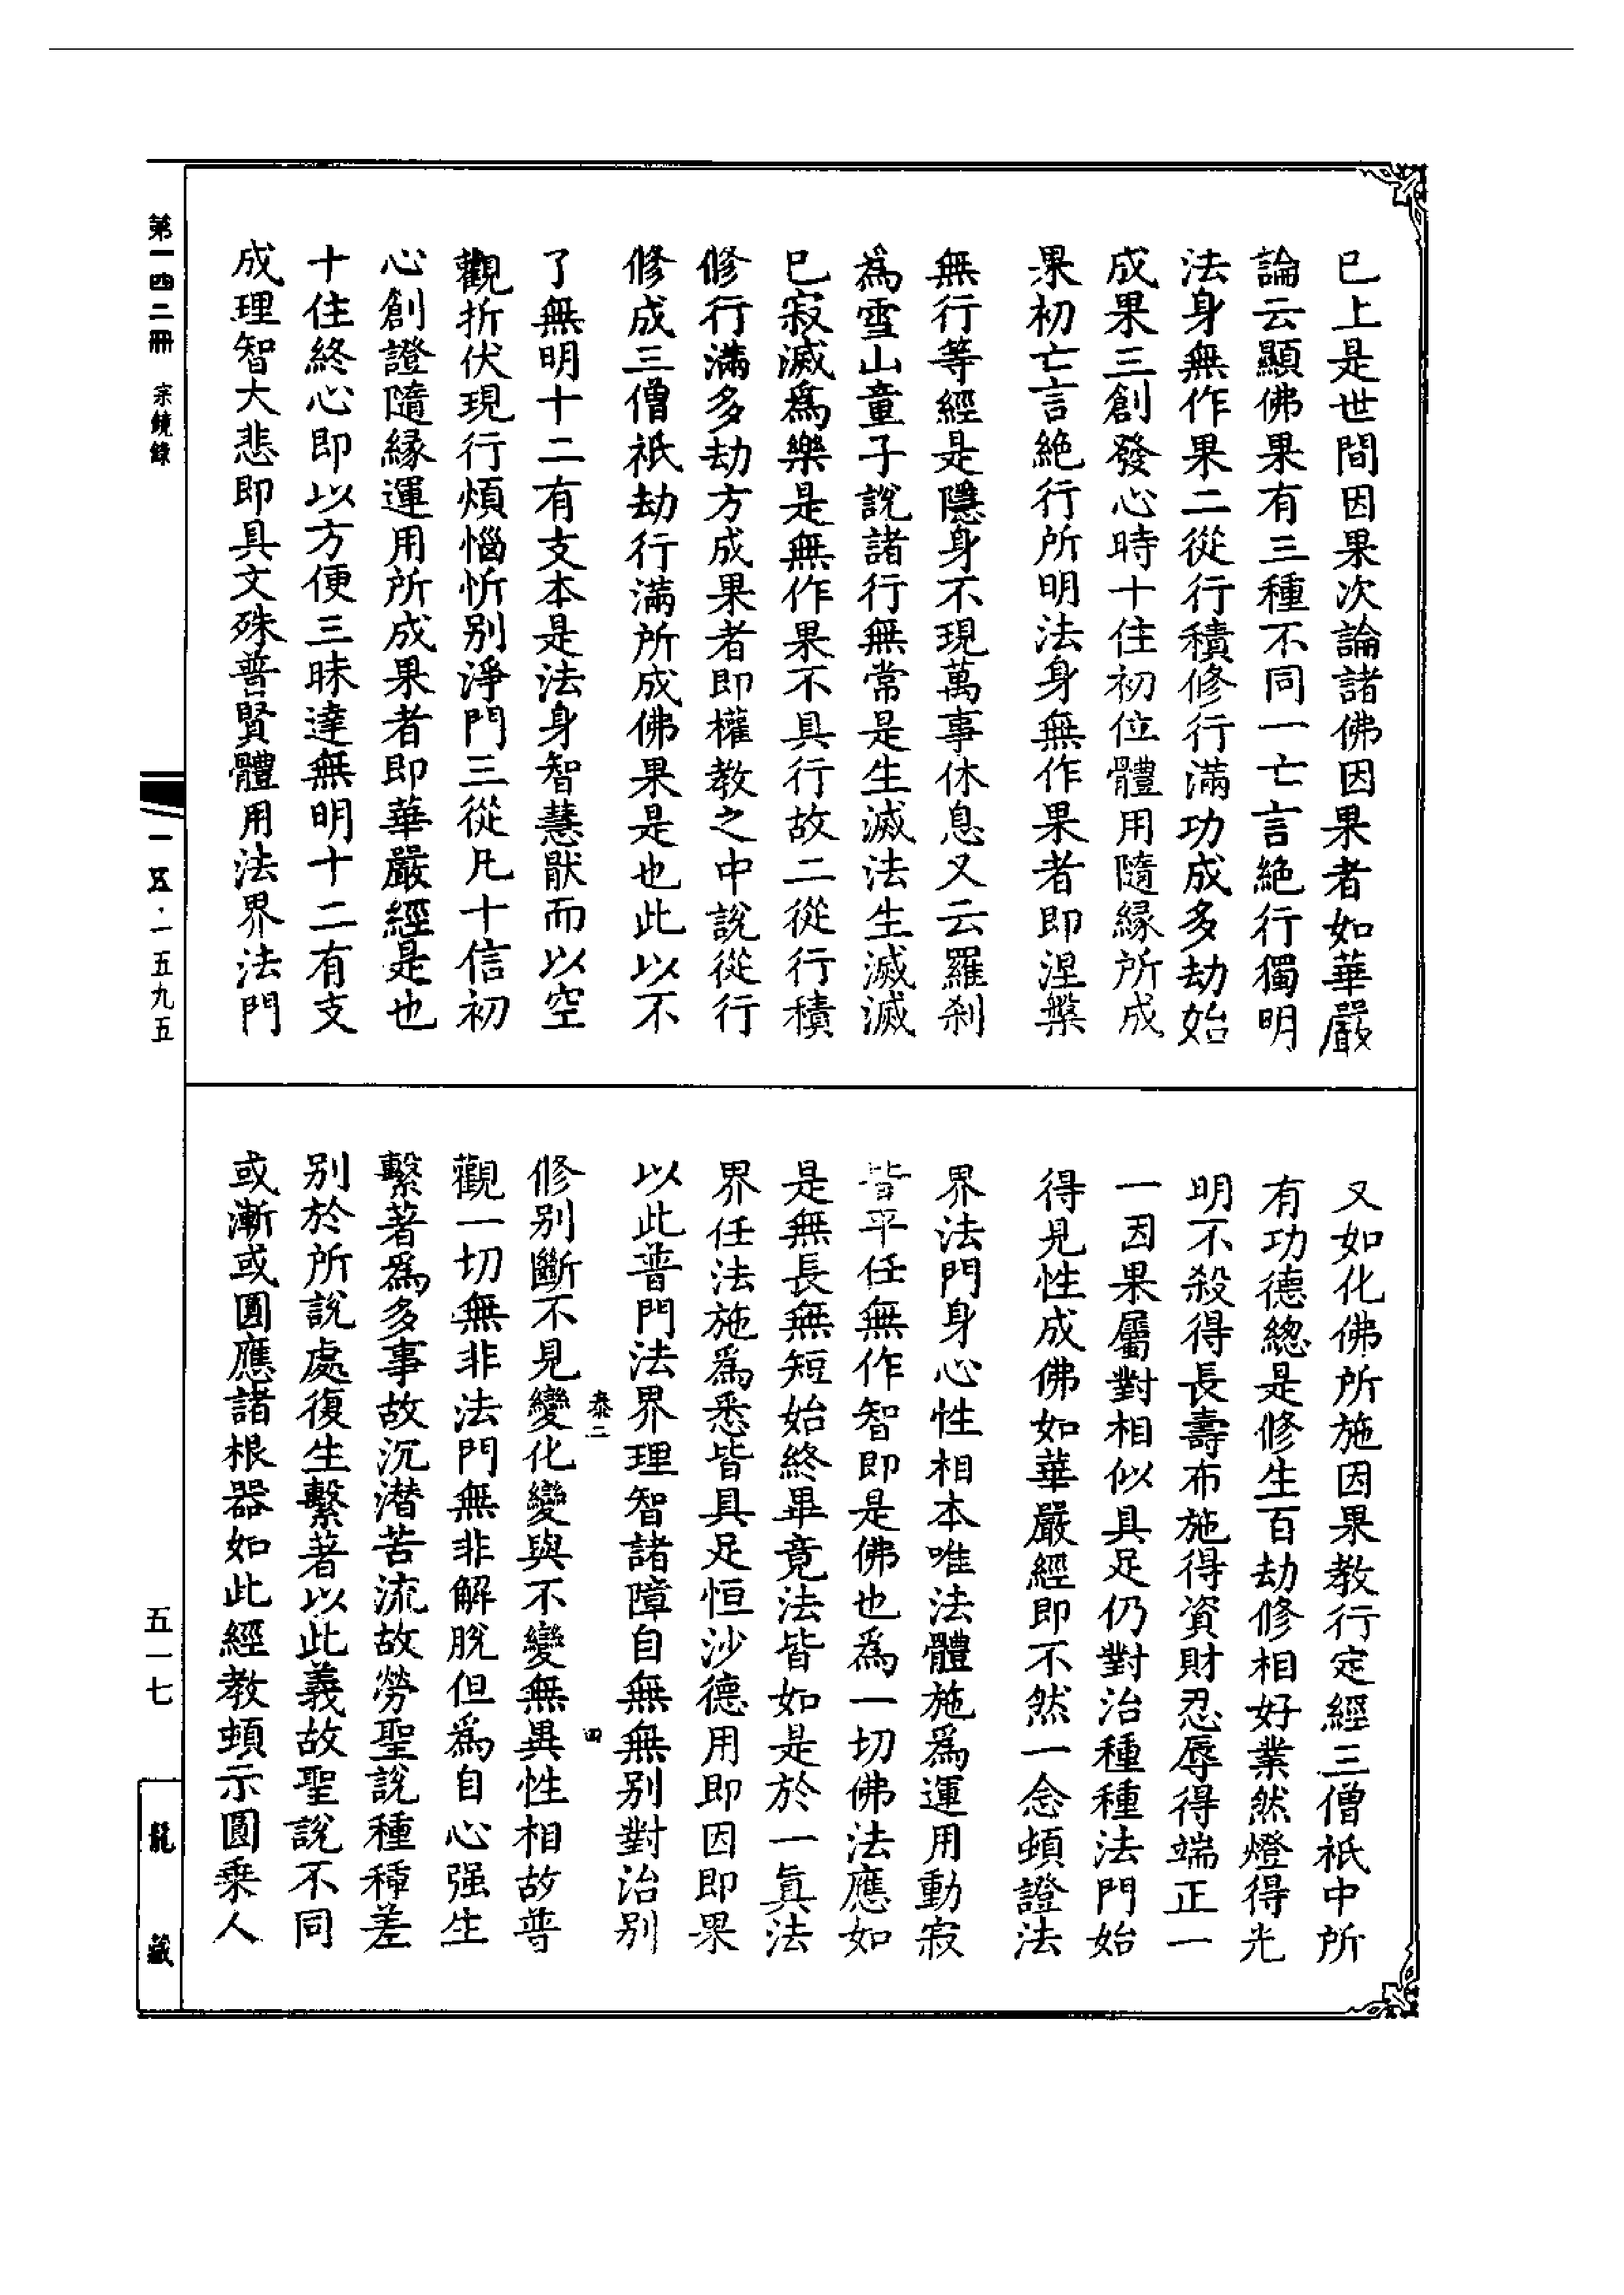 已上是世間因果次論諸佛因果者如華嚴
論云顯佛果有三種不同一亡言絕行獨明
法身無作果二從行積修行滿功成多劫始
成果三創發心時十住初位體用隨緣所成
果初亡言絕行所明法身無作果者即涅槃
無行等經是隱身不現萬事休息又云羅剎
爲雪山童子說諸行無常是生滅法生滅滅
已寂滅爲樂是無作果不具行故二從行積
修行滿多劫方成果者即權教之中說從行
修成三僧祇劫行滿所成佛果是也此以不
了無明十二有支本是法身智慧猒而以空
觀折伏現行煩惱忻別淨門三從凡十信初
心創證隨緣運用所成果者即華嚴經是也
十住終心即以方便三昧達無明十二有支
成理智大悲即具文殊普賢體用法界法門
又如化佛所施因果教行定經三僧祇中所
有功德總是修生百劫修相好業然燈得光
明不殺得長壽布施得資財忍辱得端正一
一因果屬對相似具足仍對治種種法門始
得見性成佛如華嚴經即不然一念頓證法
界法門身心性相本唯法體施爲運用動寂
皆平任無作智即是佛也爲一切佛法應如
是無長無短始終畢竟法皆如是於一真法
界任法施爲悉皆具足恒沙德用即因即果
以此普門法界理智諸障自無無別對治別
泰二
四
修別斷不見變化變與不變無異性相故普
觀一切無非法門無非解脫但爲自心强生
繫著爲多事故沉潛苦流故勞聖說種種差
別於所說處復生繫著以此義故聖說不同
或漸或圓應諸根器如此經教頓示圓乘人
第一四二冊 宗鏡錄
一五·一五九五
五一七
龍藏